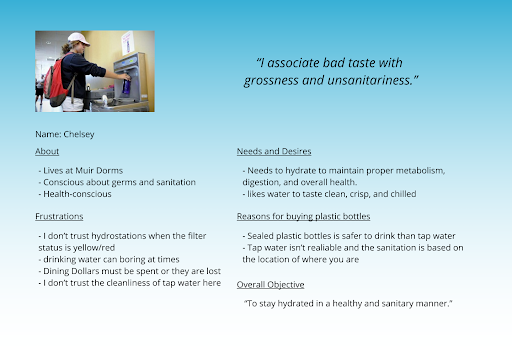 “I associate bad taste with
grossness and unsanitariness.”
Name: Chelsey
About
- Lives at Muir Dorms
- Conscious about germs and sanitation
- Health-conscious
Frustrations
- I don’t trust hydrostations when the filter
status is yellow/red
- drinking water can boring at times
- Dining Dollars must be spent or they are lost
- I don’t trust the cleanliness of tap water here
Needs and Desires
- Needs to hydrate to maintain proper metabolism,
digestion, and overall health.
- likes water to taste clean, crisp, and chilled
Reasons for buying plastic bottles
- Sealed plastic bottles is safer to drink than tap water
- Tap water isn’t realiable and the sanitation is based on
the location of where you are
Overall Objective
“To stay hydrated in a healthy and sanitary manner.”